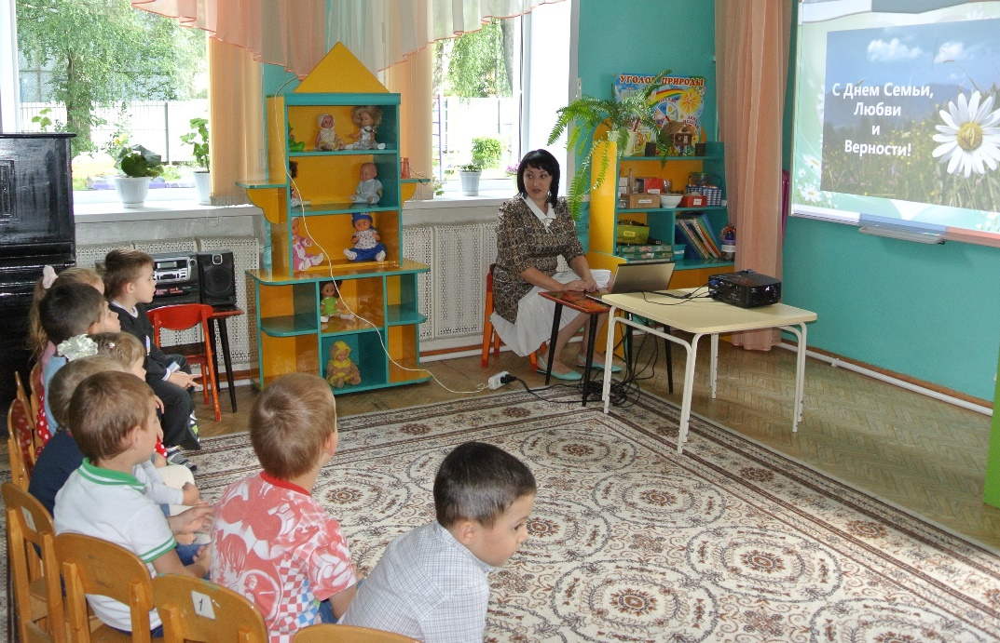 УГОЛОК ПРИРОДЫ
С Днем Семьи,
Любви
и
Верности!
1